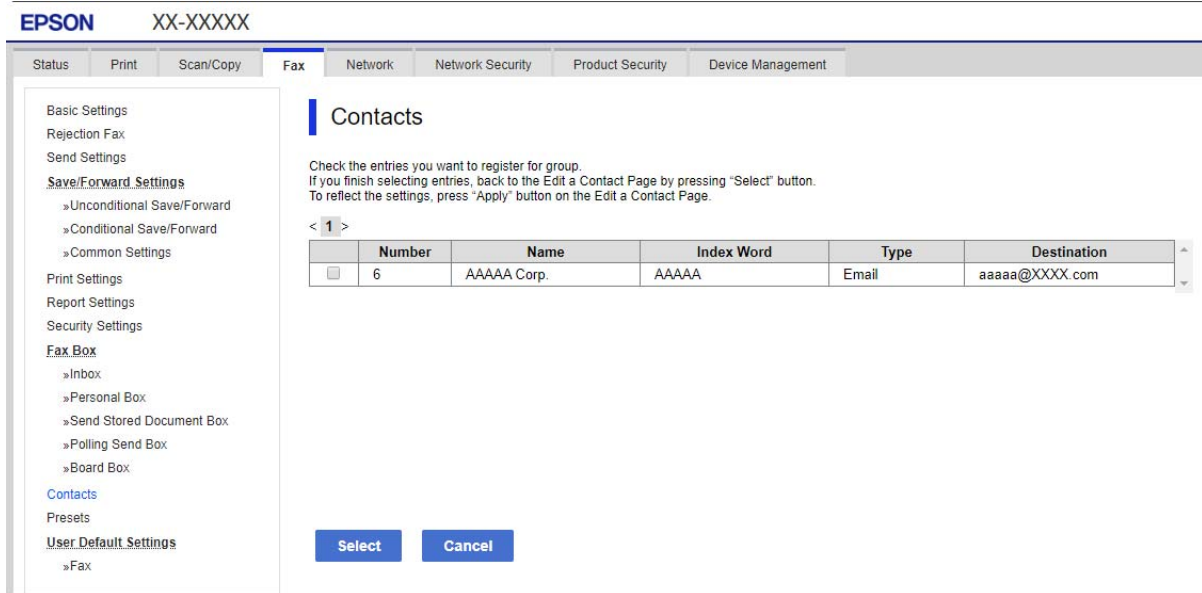 EPSON XX-XXXXX
Status Print Scan/Copy Fax Network Network Security Product Security Device Management
Basic Settings
Rejection Fax
Send Settings
Save/Forward Settings
»Unconditional Save/Forward
»Conditional Save/Forward
»Common Settings
Print Settings
Report Settings
Security Settings
Fax Box
»Inbox
»Personal Box
»Send Stored Document Box
»Polling Send Box
»Board Box
Contacts
Presets
User Default Settings
»Fax
Contacts
Check the entries you want to register for group.
If you finish selecting entries, back to the Edit a Contact Page by pressing “Select” button.
To reflect the settings, press “Apply” button on the Edit a Contact Page.
< 1 >
Number Name Index Word Type Destination
6 AAAAA Corp. AAAAA Email aaaaa@XXXX.com
Select Cancel